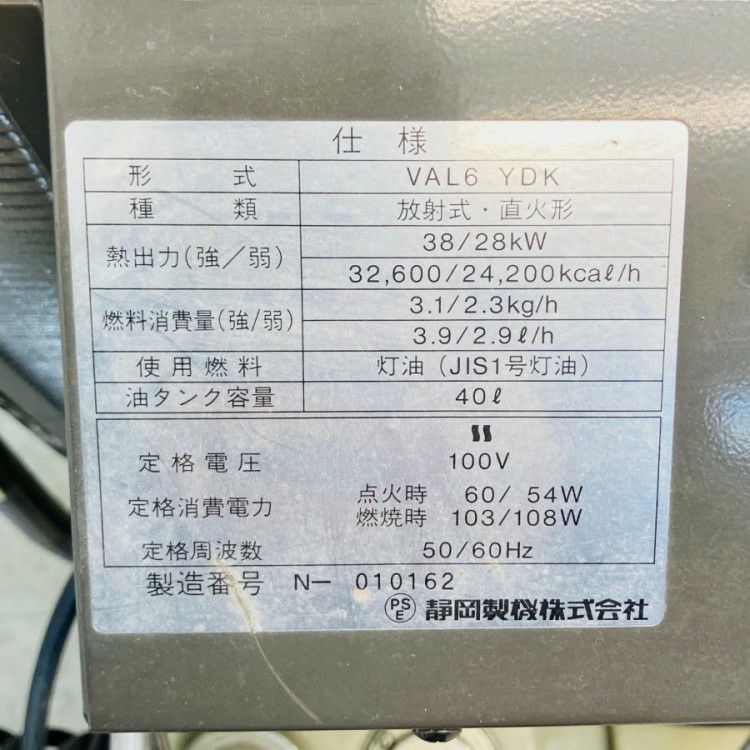 仕様
形式 VAL6 YDK
種類 放射式・直火形
熱出力(強/弱) 38/28kW
32,600/24,200kcaℓ/h
燃料消費量(強/弱) 3.1/2.3kg/h
3.9/2.9ℓ/h
使用燃料 灯油(JIS1号灯油)
油タンク容量 40ℓ
定格電圧 100V
定格消費電力 点火時 60/ 54W
燃焼時 103/108W
定格周波数 50/60Hz
製造番号 N- 010162
PSE 静岡製機株式会社